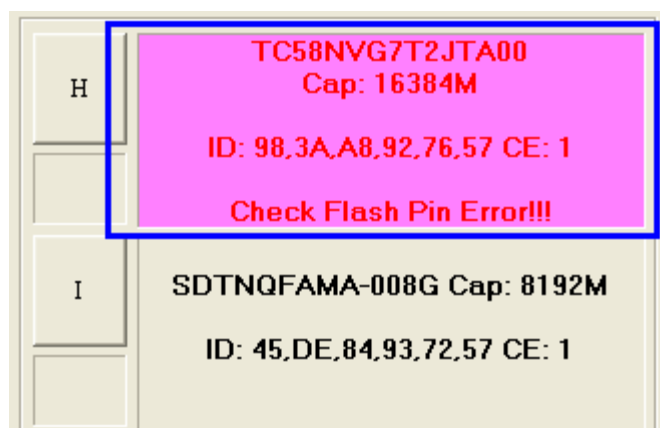 H
TC58NVG7T2JTA00
Cap: 16384M
ID: 98,3A,A8,92,76,57 CE: 1
Check Flash Pin Error!!!
I
SDTNQFAMA-008G Cap: 8192M
ID: 45,DE,84,93,72,57 CE: 1